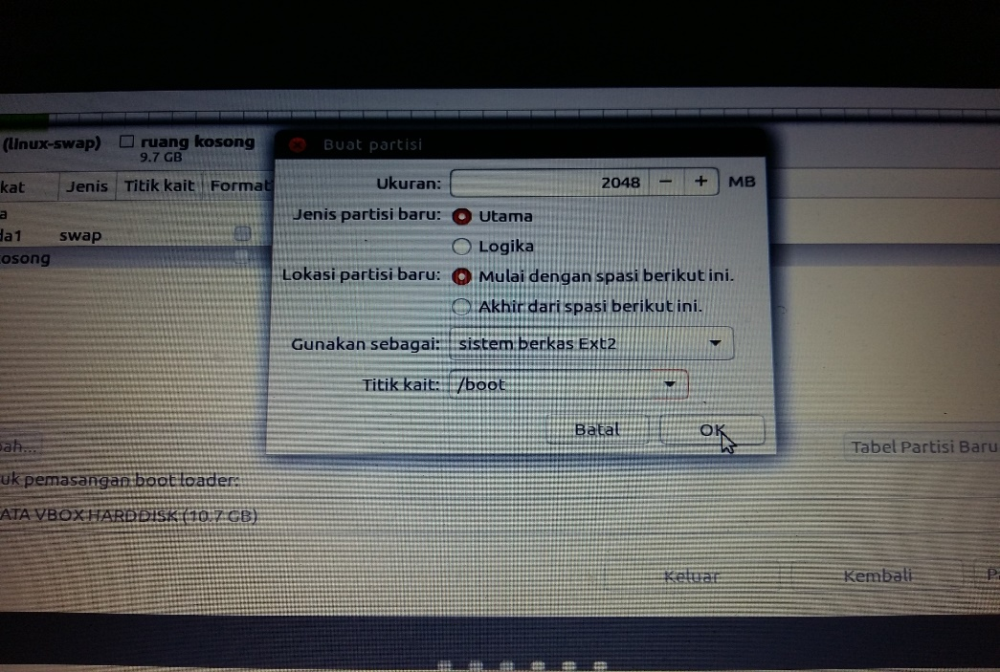 (linux-swap) ruang kosong
9.7 GB
Buat partisi
kat Jenis Titik kait Format
Ukuran: 2048 − + MB
a
da1 swap
Jenis partisi baru: Utama
Logika
osong
Lokasi partisi baru: Mulai dengan spasi berikut ini.
Akhir dari spasi berikut ini.
Gunakan sebagai: sistem berkas Ext2
Titik kait: /boot
Batal OK
bah... Tabel Partisi Baru
uk pemasangan boot loader:
ATA VBOX HARDDISK (10.7 GB)
Keluar Kembali